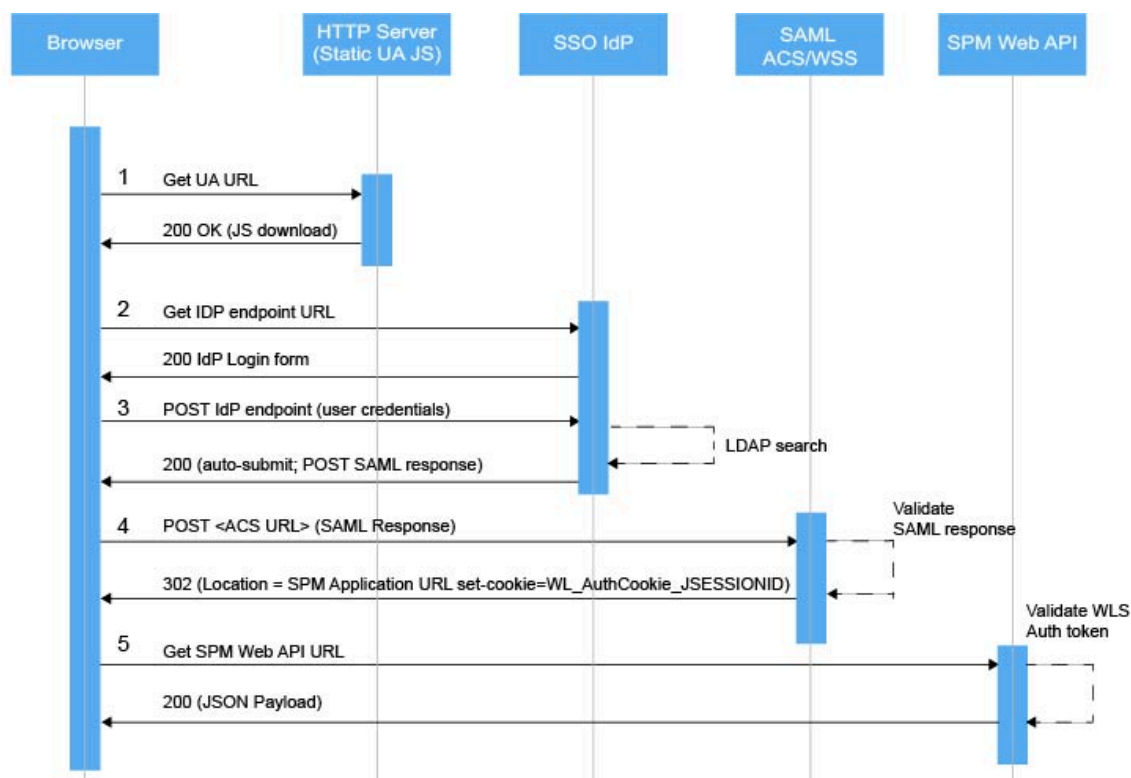 Browser
HTTP Server
(Static UA JS)
SSO IdP
SAML
ACS/WSS
SPM Web API
1
Get UA URL
200 OK (JS download)
2
Get IDP endpoint URL
200 IdP Login form
3
POST IdP endpoint (user credentials)
LDAP search
200 (auto-submit; POST SAML response)
4
POST <ACS URL> (SAML Response)
Validate
SAML response
302 (Location = SPM Application URL set-cookie=WL_AuthCookie_JSESSIONID)
5
Get SPM Web API URL
Validate WLS
Auth token
200 (JSON Payload)